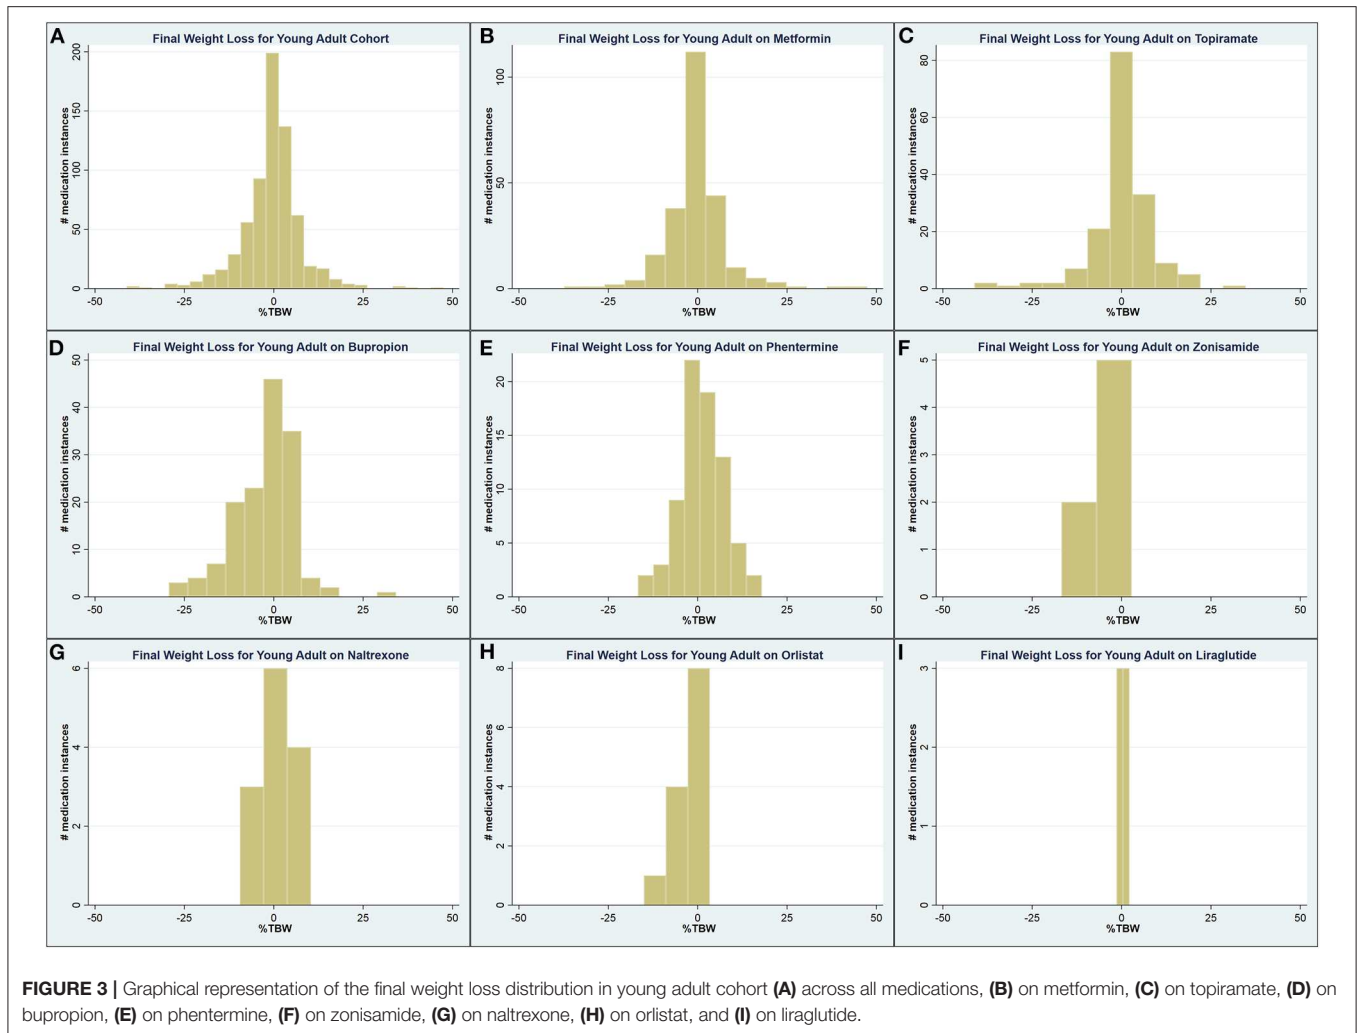 A Final Weight Loss for Young Adult Cohort
# medication instances
200
150
100
50
0
-50 -25 0 25 50
%TBW
B Final Weight Loss for Young Adult on Metformin
# medication instances
100
50
0
-50 -25 0 25 50
%TBW
C Final Weight Loss for Young Adult on Topiramate
# medication instances
80
60
40
20
0
-50 -25 0 25 50
%TBW
D Final Weight Loss for Young Adult on Bupropion
# medication instances
50
40
30
20
10
0
-50 -25 0 25 50
%TBW
E Final Weight Loss for Young Adult on Phentermine
# medication instances
20
15
10
5
0
-50 -25 0 25 50
%TBW
F Final Weight Loss for Young Adult on Zonisamide
# medication instances
5
4
3
2
1
0
-50 -25 0 25 50
%TBW
G Final Weight Loss for Young Adult on Naltrexone
# medication instances
6
4
2
0
-50 -25 0 25 50
%TBW
H Final Weight Loss for Young Adult on Orlistat
# medication instances
8
6
4
2
0
-50 -25 0 25 50
%TBW
I Final Weight Loss for Young Adult on Liraglutide
# medication instances
3
2
1
0
-50 -25 0 25 50
%TBW
FIGURE 3 | Graphical representation of the final weight loss distribution in young adult cohort (A) across all medications, (B) on metformin, (C) on topiramate, (D) on
bupropion, (E) on phentermine, (F) on zonisamide, (G) on naltrexone, (H) on orlistat, and (I) on liraglutide.